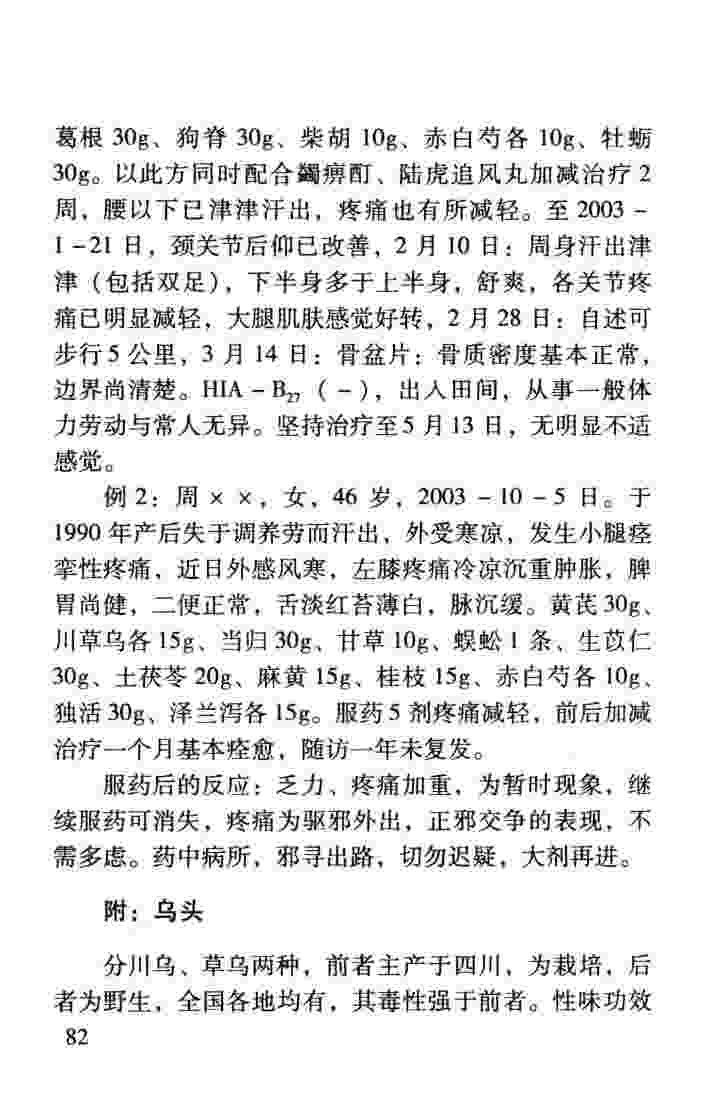 葛根 30g、狗脊 30g、柴胡 10g、赤白芍各 10g、牡蛎
30g。以此方同时配合蠲痹酊、陆虎追风丸加减治疗 2
周，腰以下已津津汗出，疼痛也有所减轻。至 2003 -
1 -21 日，颈关节后仰已改善，2 月 10 日：周身汗出津
津（包括双足），下半身多于上半身，舒爽，各关节疼
痛已明显减轻，大腿肌肤感觉好转，2 月 28 日：自述可
步行 5 公里，3 月 14 日：骨盆片：骨质密度基本正常，
边界尚清楚。HIA - B₂₇ （ - ），出入田间，从事一般体
力劳动与常人无异。坚持治疗至 5 月 13 日，无明显不适
感觉。
例 2：周 × ×，女，46 岁，2003 - 10 - 5 日。于
1990 年产后失于调养劳而汗出，外受寒凉，发生小腿痉
挛性疼痛，近日外感风寒，左膝疼痛冷凉沉重肿胀，脾
胃尚健，二便正常，舌淡红苔薄白，脉沉缓。黄芪 30g、
川草乌各 15g、当归 30g、甘草 10g、蜈蚣 1 条、生苡仁
30g、土茯苓 20g、麻黄 15g、桂枝 15g、赤白芍各 10g、
独活 30g、泽兰泻各 15g。服药 5 剂疼痛减轻，前后加减
治疗一个月基本痊愈，随访一年未复发。
服药后的反应：乏力、疼痛加重，为暂时现象，继
续服药可消失，疼痛为驱邪外出，正邪交争的表现，不
需多虑。药中病所，邪寻出路，切勿迟疑，大剂再进。
附：乌头
分川乌、草乌两种，前者主产于四川，为栽培，后
者为野生，全国各地均有，其毒性强于前者。性味功效
82